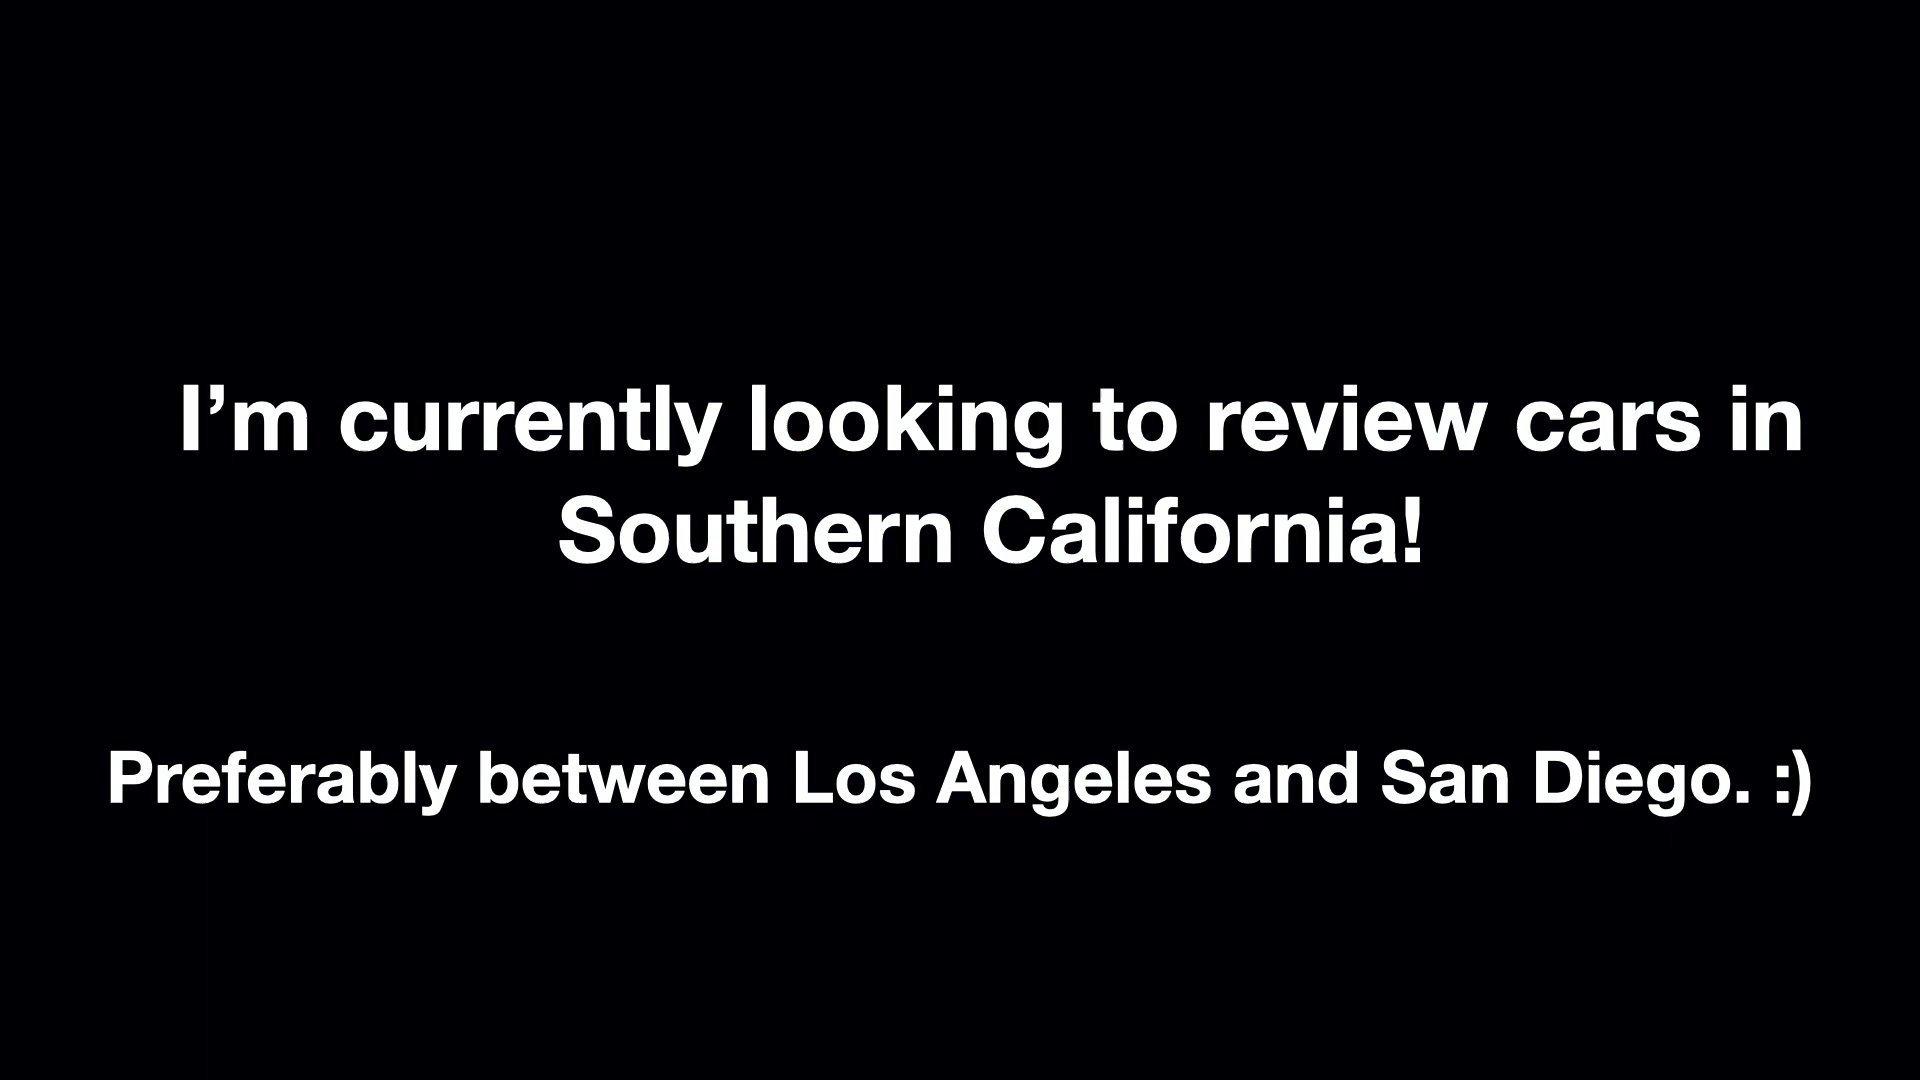 I’m currently looking to review cars in
Southern California!
Preferably between Los Angeles and San Diego. :)